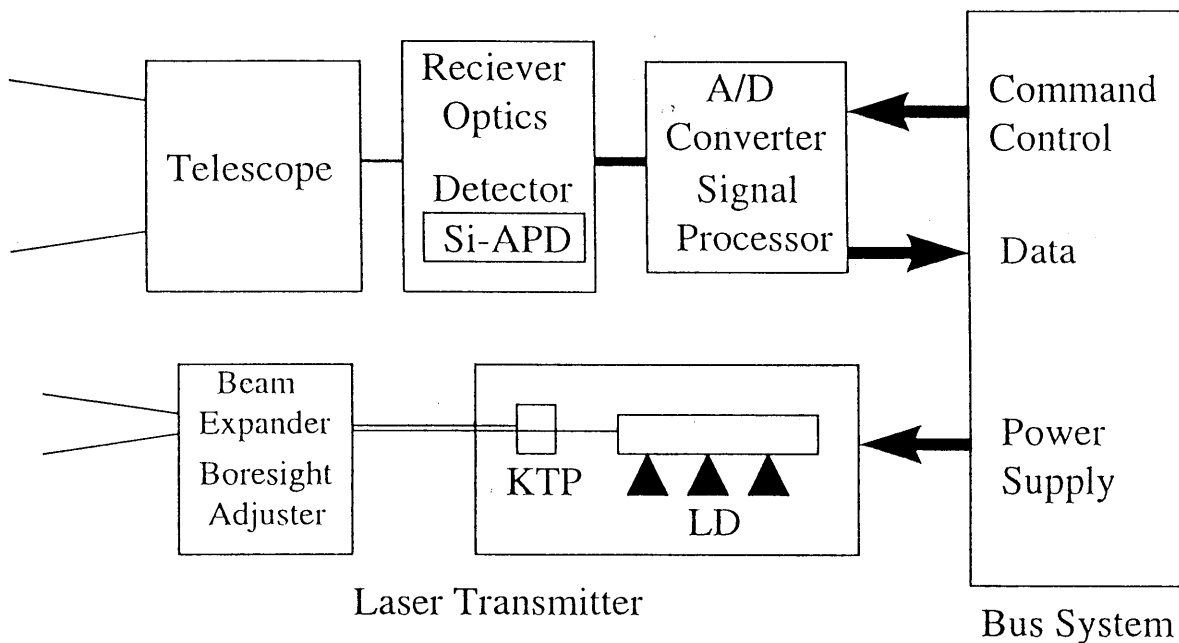 Telescope
Reciever
Optics
Detector
Si-APD
A/D
Converter
Signal
Processor
Command
Control
Data
Beam
Expander
Boresight
Adjuster
KTP
LD
Power
Supply
Laser Transmitter
Bus System